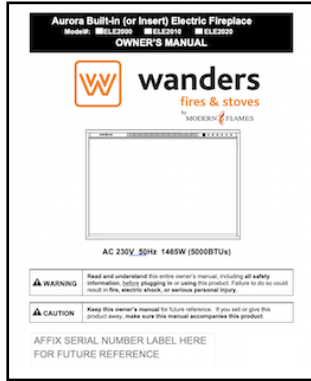 Aurora Built-in (or Insert) Electric Fireplace
Model#: ELE2000 ELE2010 ELE2020
OWNER'S MANUAL
wanders
fires & stoves
by
MODERN FLAMES
AC 230V 50Hz 1465W (5000BTUs)
WARNING
Read and understand this entire owner's manual, including all safety
information, before plugging in or using this product. Failure to do so could
result in fire, electric shock, or serious personal injury.
CAUTION
Keep this owner's manual for future reference. If you sell or give this
product away, make sure this manual accompanies this product.
AFFIX SERIAL NUMBER LABEL HERE
FOR FUTURE REFERENCE